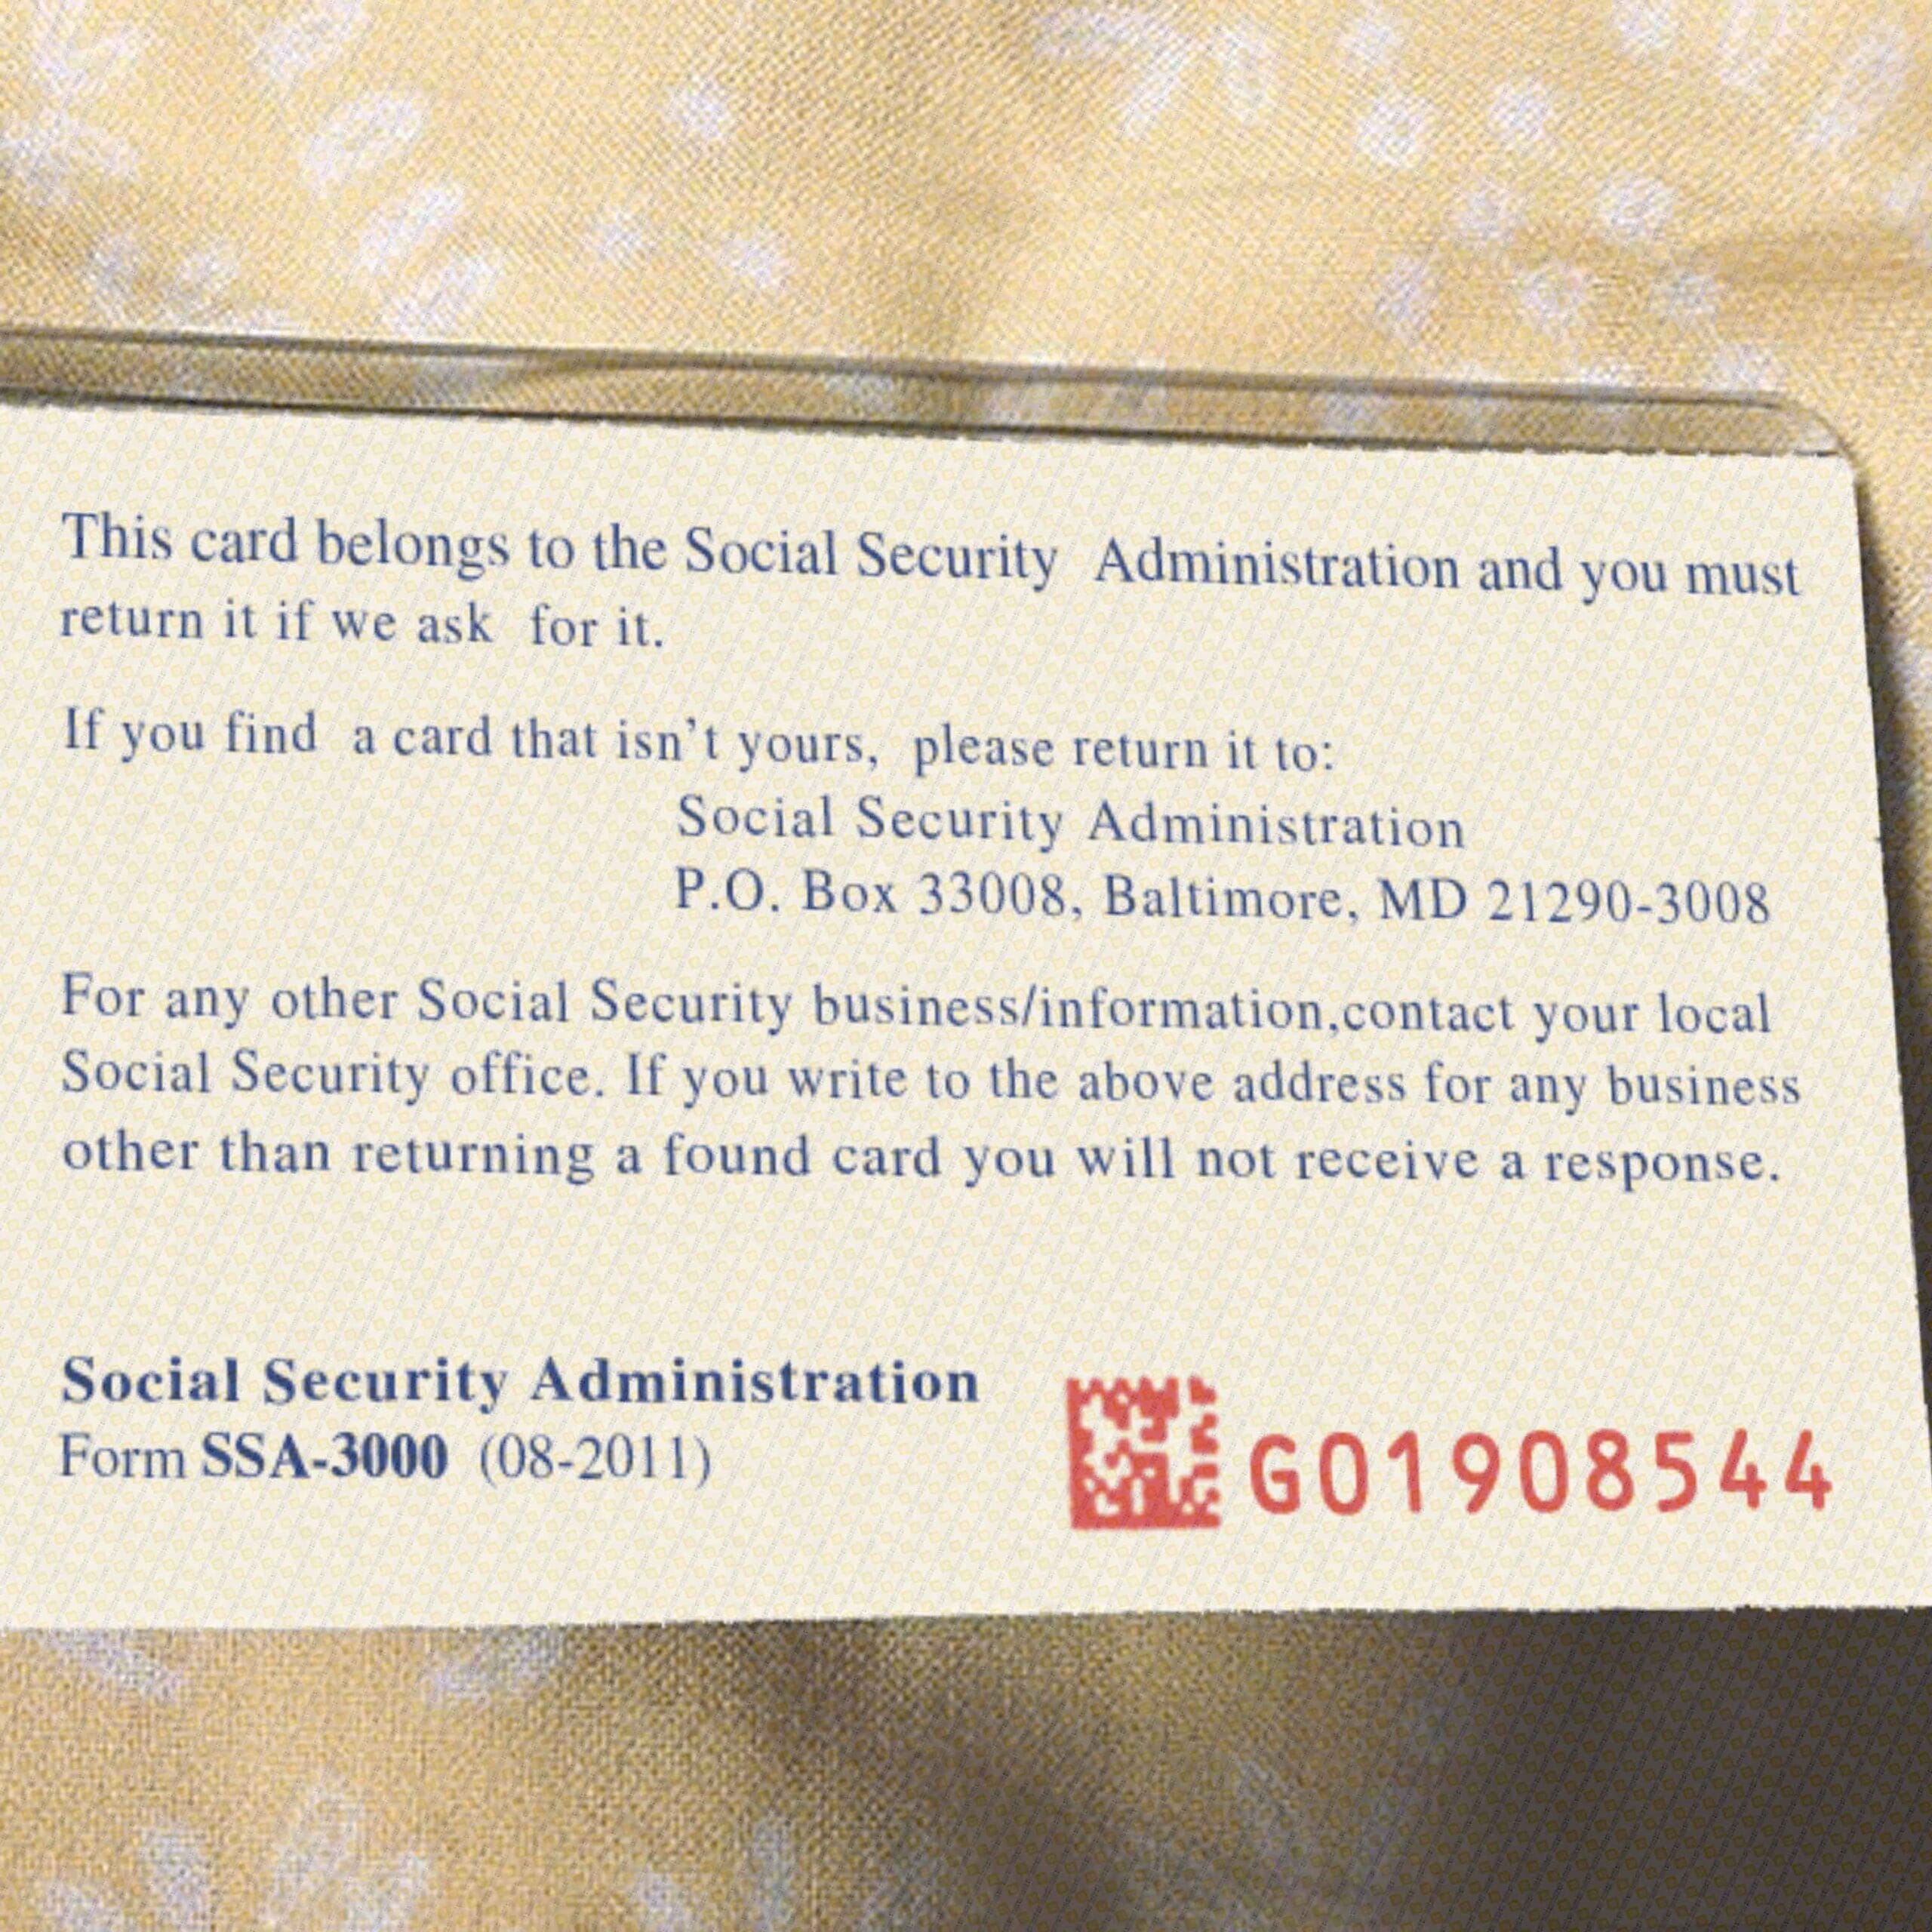 This card belongs to the Social Security Administration and you must
return it if we ask for it.
If you find a card that isn't yours, please return it to:
Social Security Administration
P.O. Box 33008, Baltimore, MD 21290-3008
For any other Social Security business/information,contact your local
Social Security office. If you write to the above address for any business
other than returning a found card you will not receive a response.
Social Security Administration
Form SSA-3000 (08-2011)
G01908544